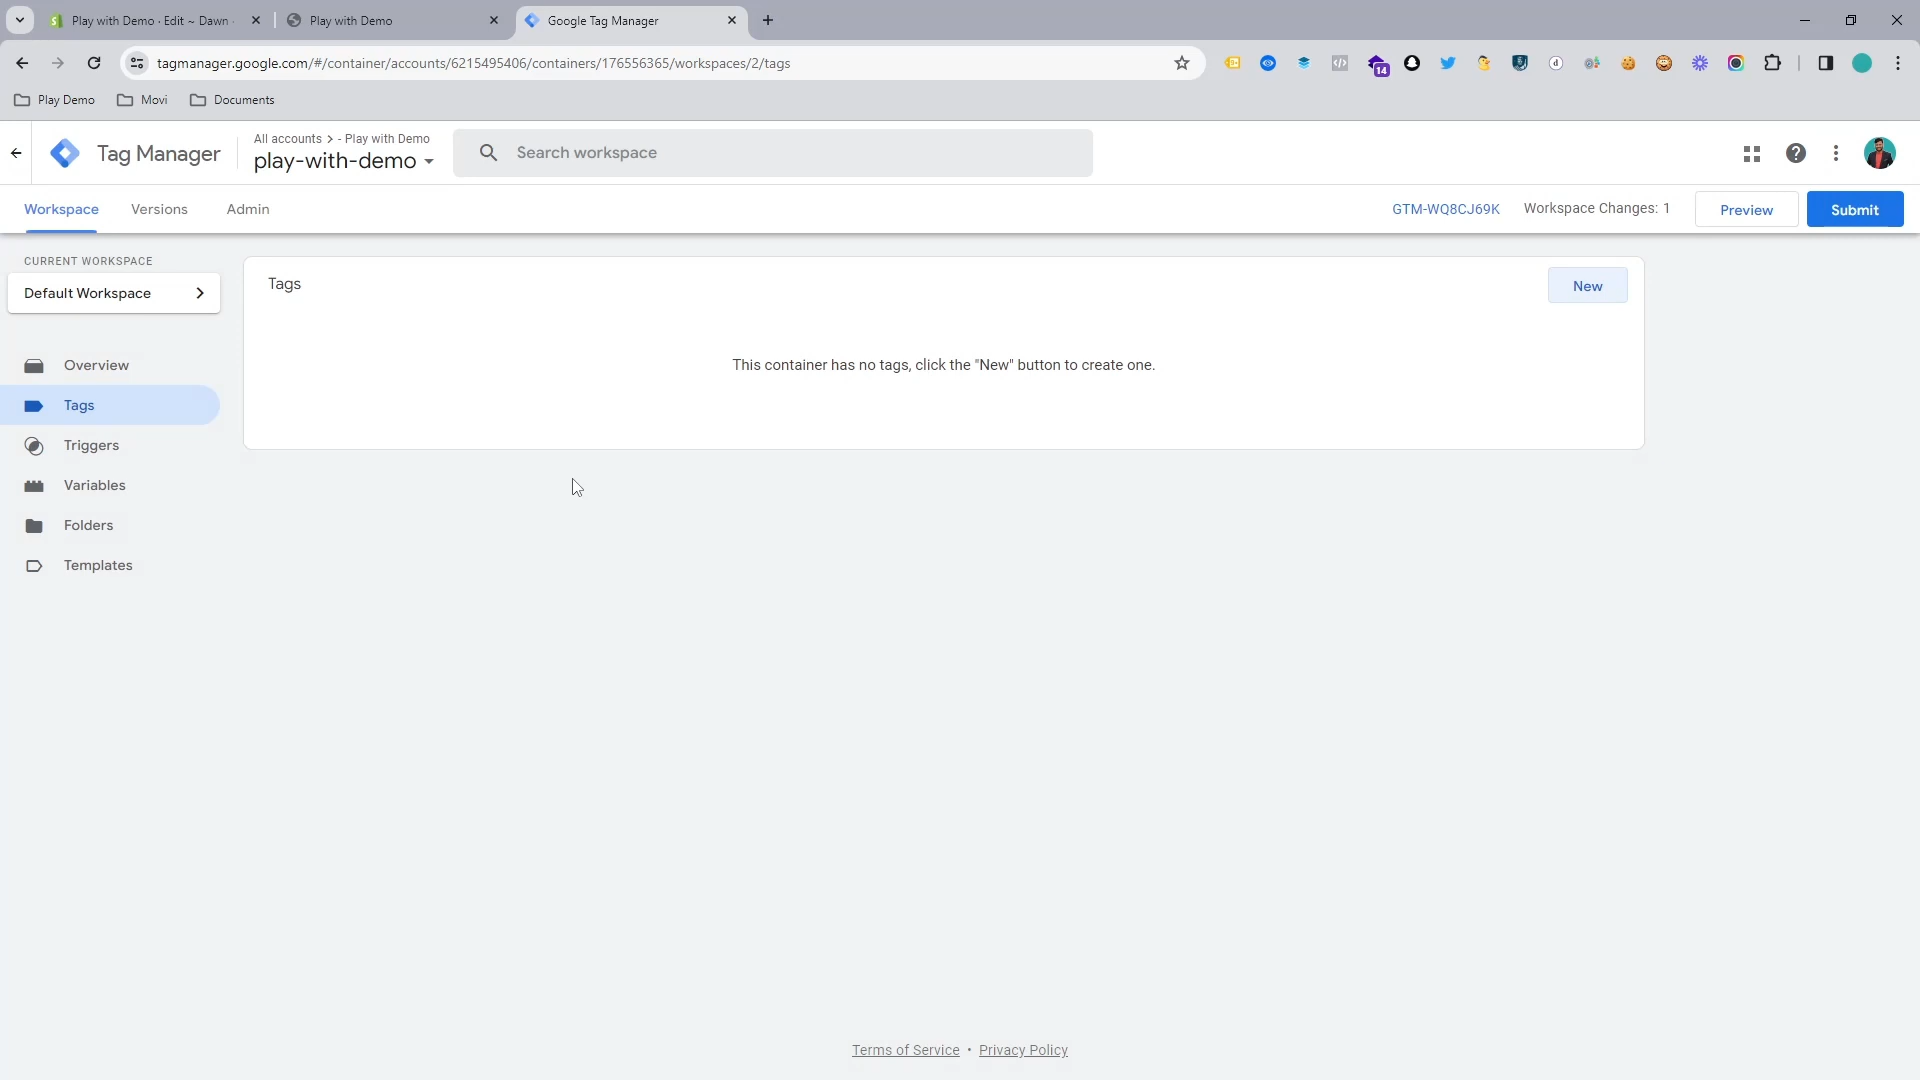 Play with Demo · Edit ~ Dawn
Play with Demo
Google Tag Manager
tagmanager.google.com/#/container/accounts/6215495406/containers/176556365/workspaces/2/tags
14
Play Demo
Movi
Documents
Tag Manager
All accounts > - Play with Demo
play-with-demo
Search workspace
Workspace
Versions
Admin
GTM-WQ8CJ69K
Workspace Changes: 1
Preview
Submit
CURRENT WORKSPACE
Default Workspace
Tags
New
This container has no tags, click the "New" button to create one.
Overview
Tags
Triggers
Variables
Folders
Templates
Terms of Service • Privacy Policy